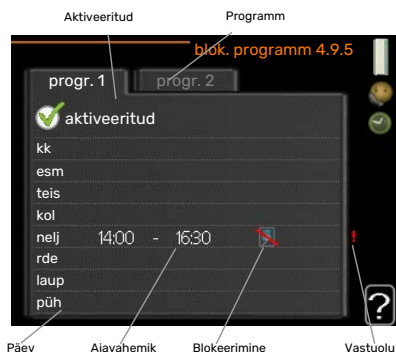 Aktiveeritud Programm
blok. programm 4.9.5
progr. 1 progr. 2
aktiveeritud
kk
esm
teis
kol
nelj 14:00 - 16:30 !
rde
laup
püh
?
Päev Ajavahemik Blokeerimine Vastuolu